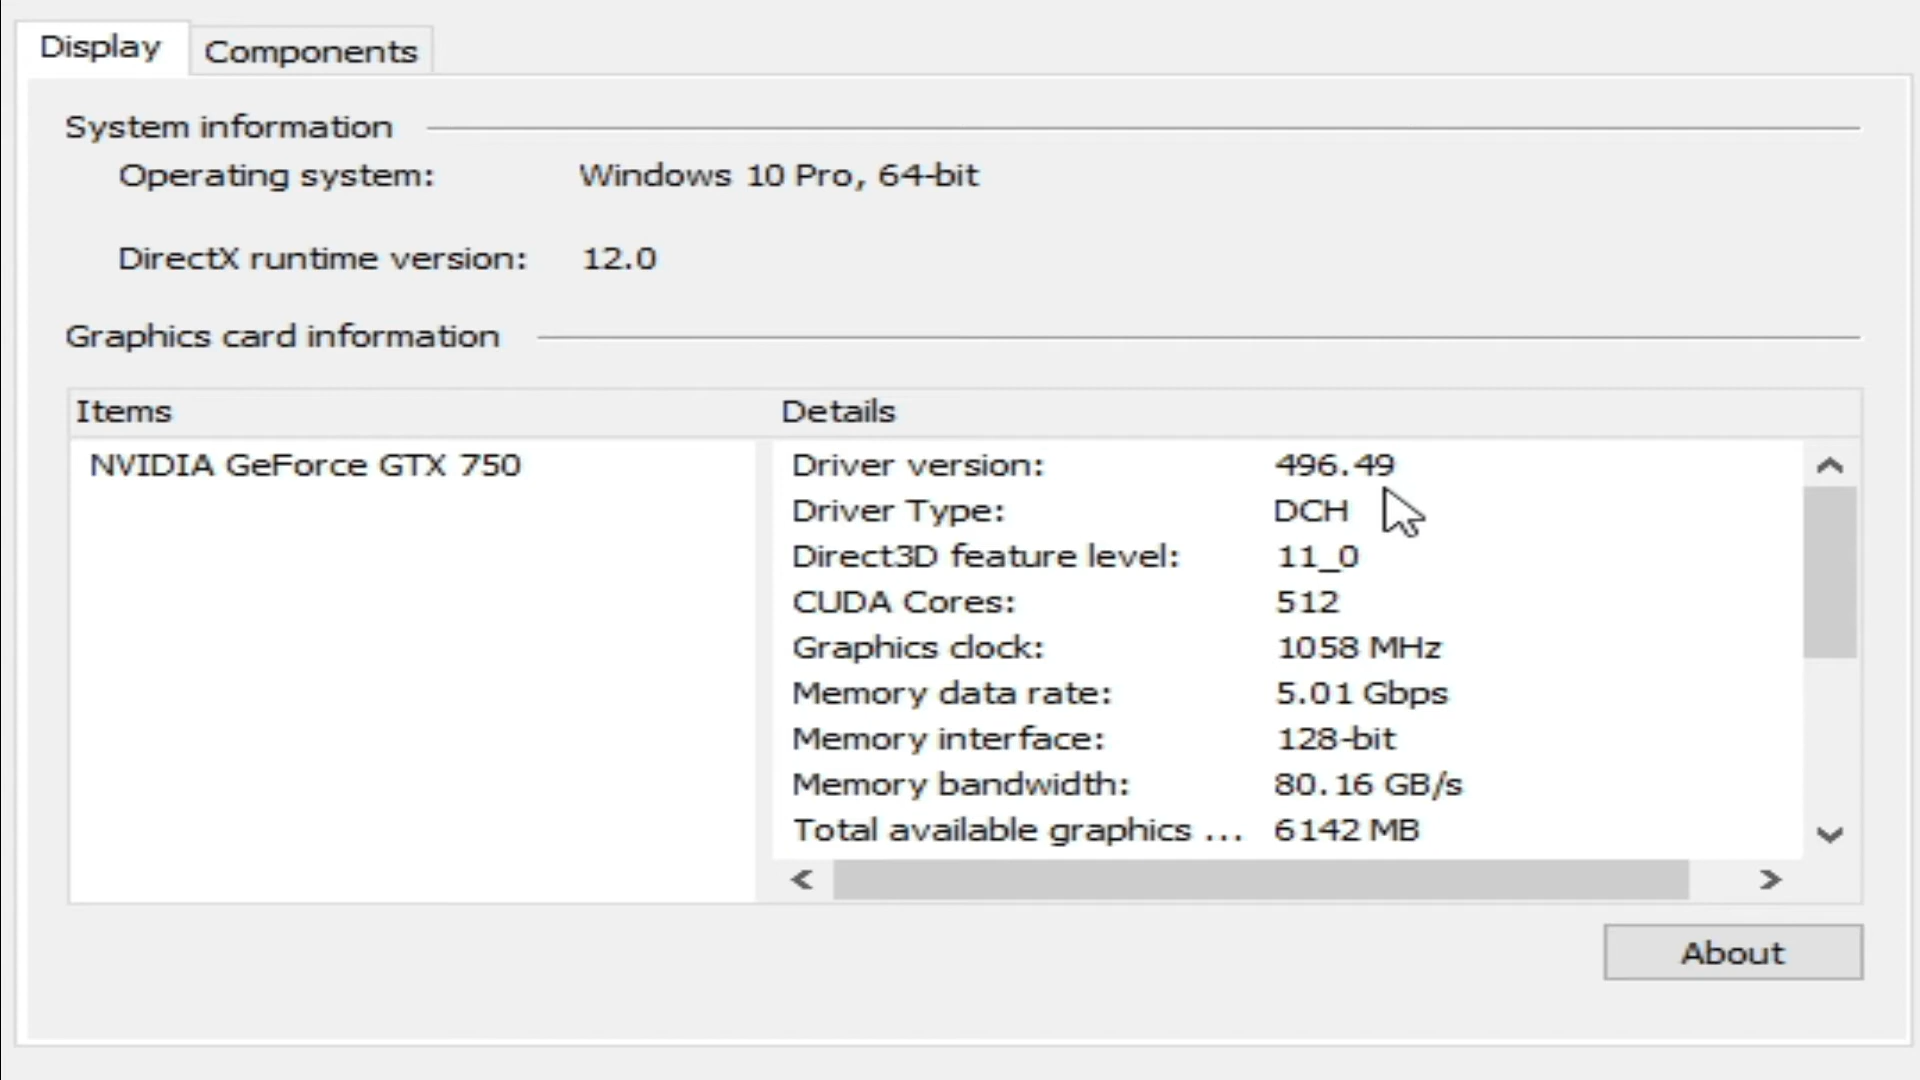 Display Components
System information
Operating system: Windows 10 Pro, 64-bit
DirectX runtime version: 12.0
Graphics card information
Items Details
NVIDIA GeForce GTX 750 Driver version: 496.49
Driver Type: DCH
Direct3D feature level: 11_0
CUDA Cores: 512
Graphics clock: 1058 MHz
Memory data rate: 5.01 Gbps
Memory interface: 128-bit
Memory bandwidth: 80.16 GB/s
Total available graphics ... 6142 MB
About